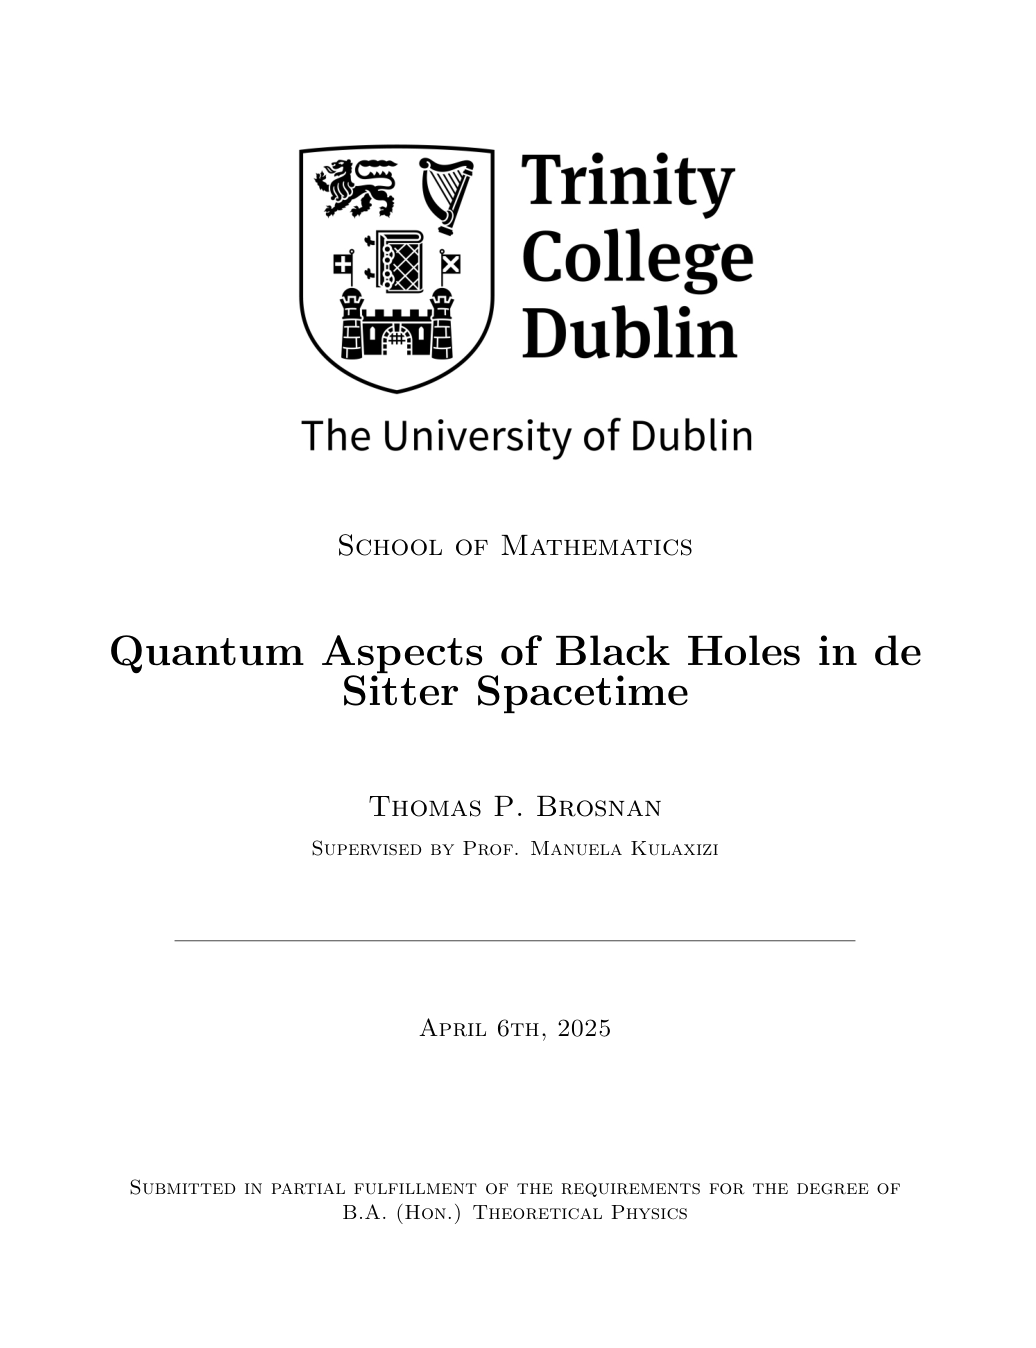 Trinity
College
Dublin
The University of Dublin
School of Mathematics
Quantum Aspects of Black Holes in de
Sitter Spacetime
Thomas P. Brosnan
Supervised by Prof. Manuela Kulaxizi
April 6th, 2025
Submitted in partial fulfillment of the requirements for the degree of
B.A. (Hon.) Theoretical Physics